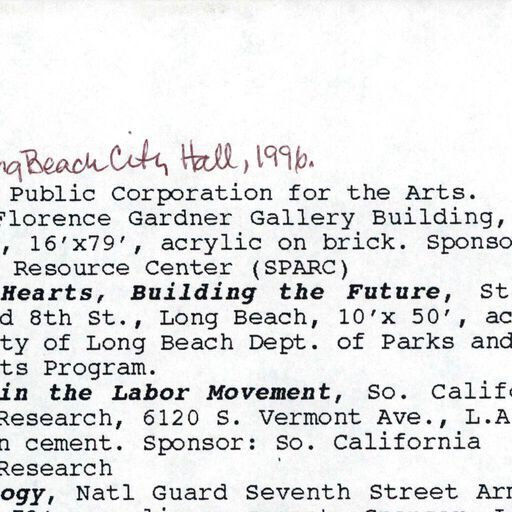 ng Beach City Hall, 1996.
Public Corporation for the Arts.
Florence Gardner Gallery Building,
, 16'x79', acrylic on brick. Sponso
Resource Center (SPARC)
Hearts, Building the Future, St
d 8th St., Long Beach, 10'x 50', ac
ty of Long Beach Dept. of Parks and
ts Program.
in the Labor Movement, So. Califo
Research, 6120 S. Vermont Ave., L.A
n cement. Sponsor: So. California
Research
ogy, Natl Guard Seventh Street Arm